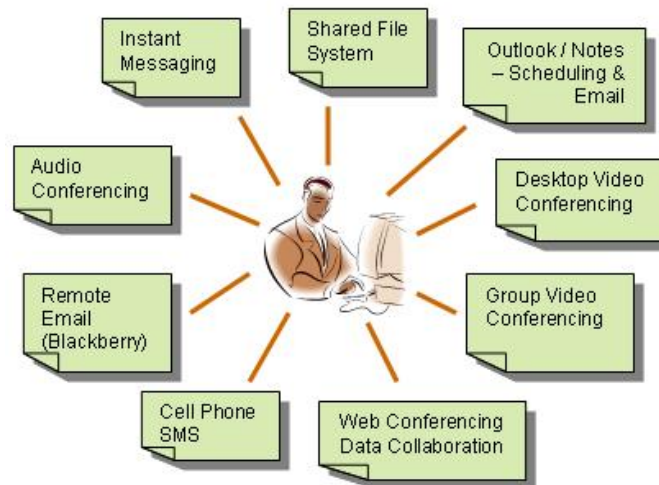 Instant
Messaging
Shared File
System
Outlook / Notes
– Scheduling &
Email
Audio
Conferencing
Desktop Video
Conferencing
Remote
Email
(Blackberry)
Group Video
Conferencing
Cell Phone
SMS
Web Conferencing
Data Collaboration